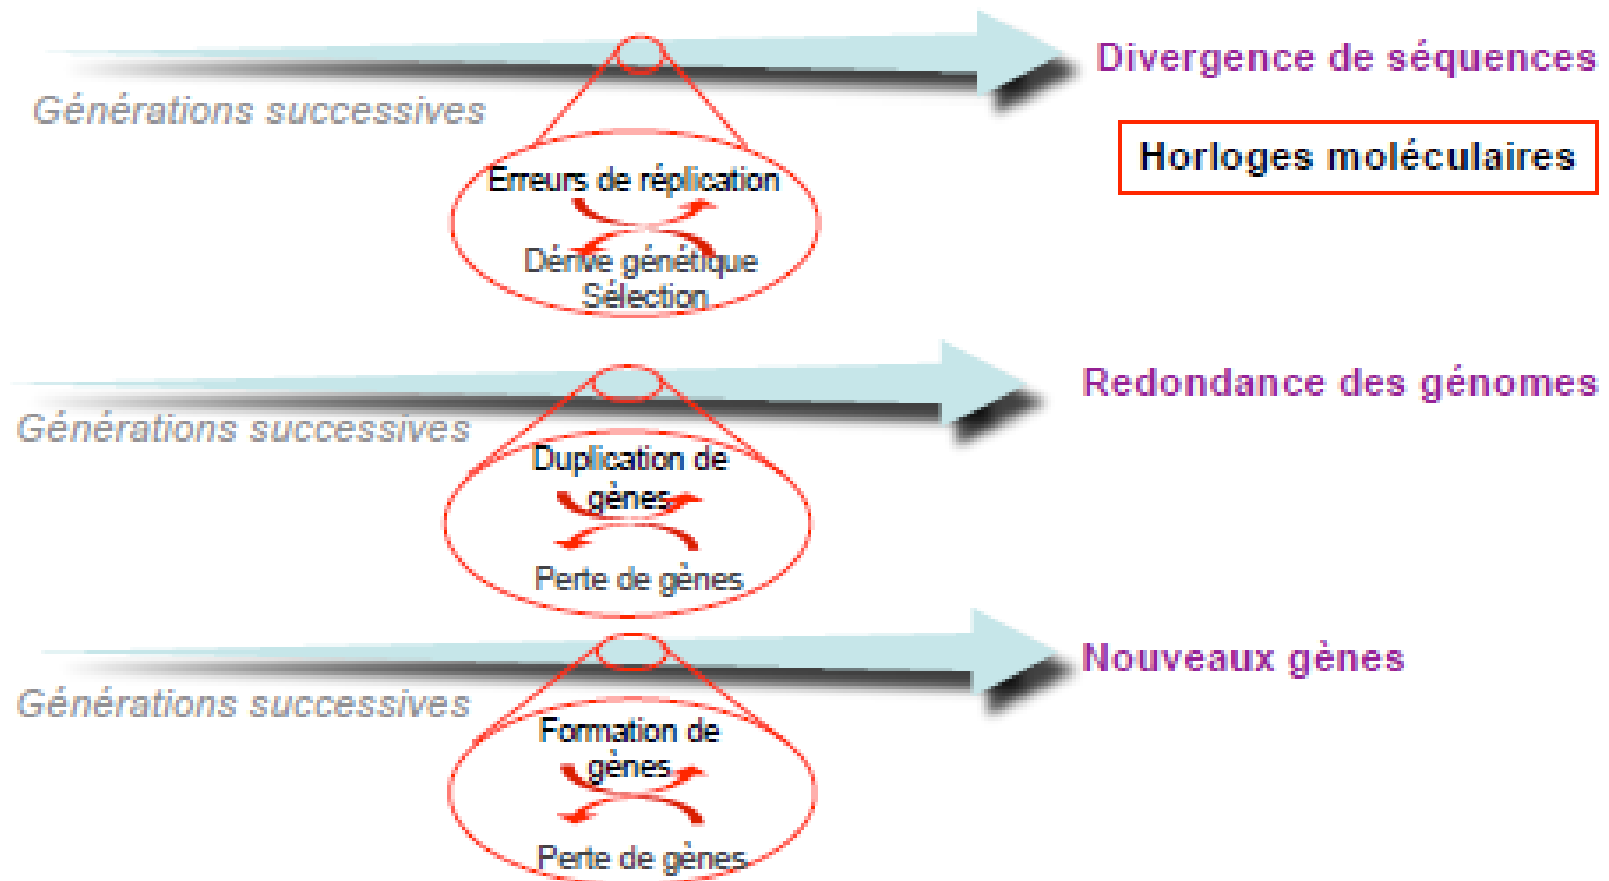 Divergence de séquences
Générations successives
Horloges moléculaires
Erreurs de réplication
Dérive génétique
Sélection
Redondance des génomes
Générations successives
Duplication de
gènes
Perte de gènes
Nouveaux gènes
Générations successives
Formation de
gènes
Perte de gènes